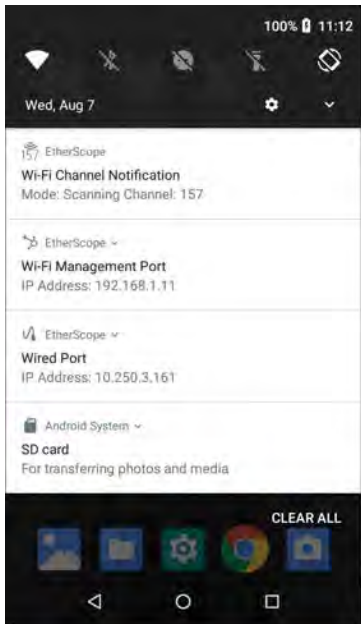 100% 11:12
Wed, Aug 7
157 EtherScope
Wi-Fi Channel Notification
Mode: Scanning Channel: 157
EtherScope
Wi-Fi Management Port
IP Address: 192.168.1.11
EtherScope
Wired Port
IP Address: 10.250.3.161
Android System
SD card
For transferring photos and media
CLEAR ALL